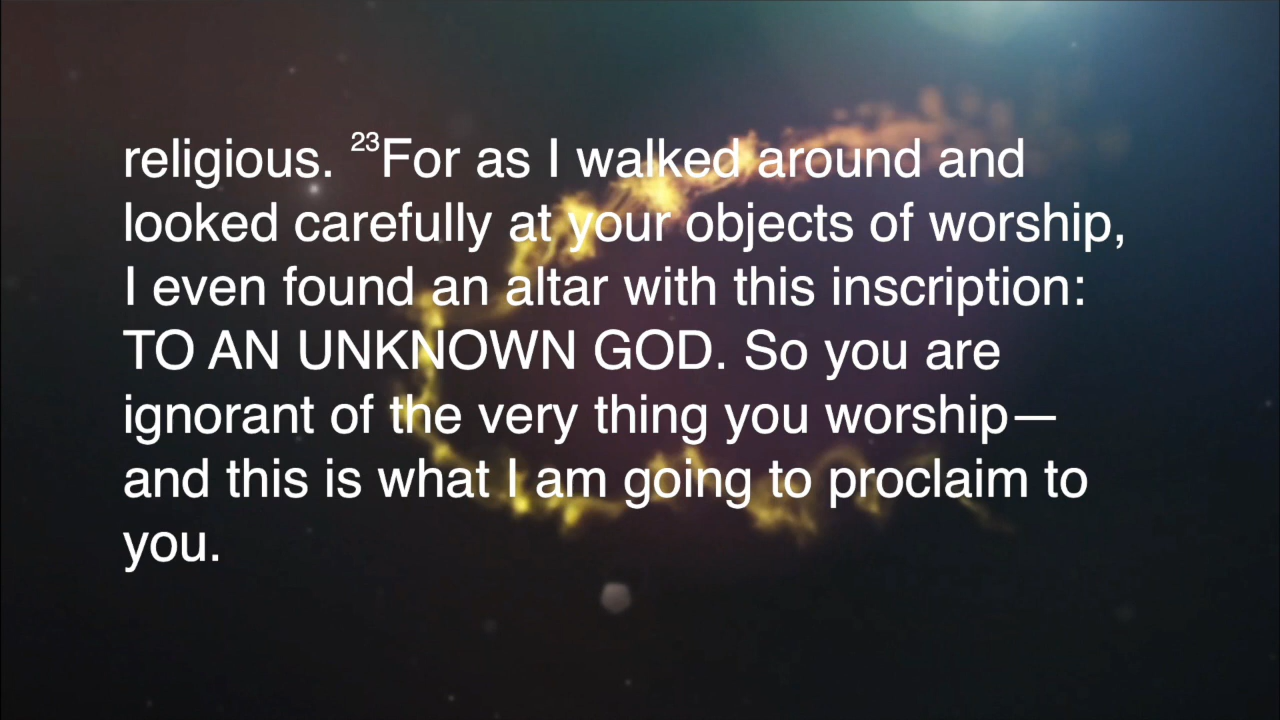 religious. ²³For as I walked around and
looked carefully at your objects of worship,
I even found an altar with this inscription:
TO AN UNKNOWN GOD. So you are
ignorant of the very thing you worship—
and this is what I am going to proclaim to
you.